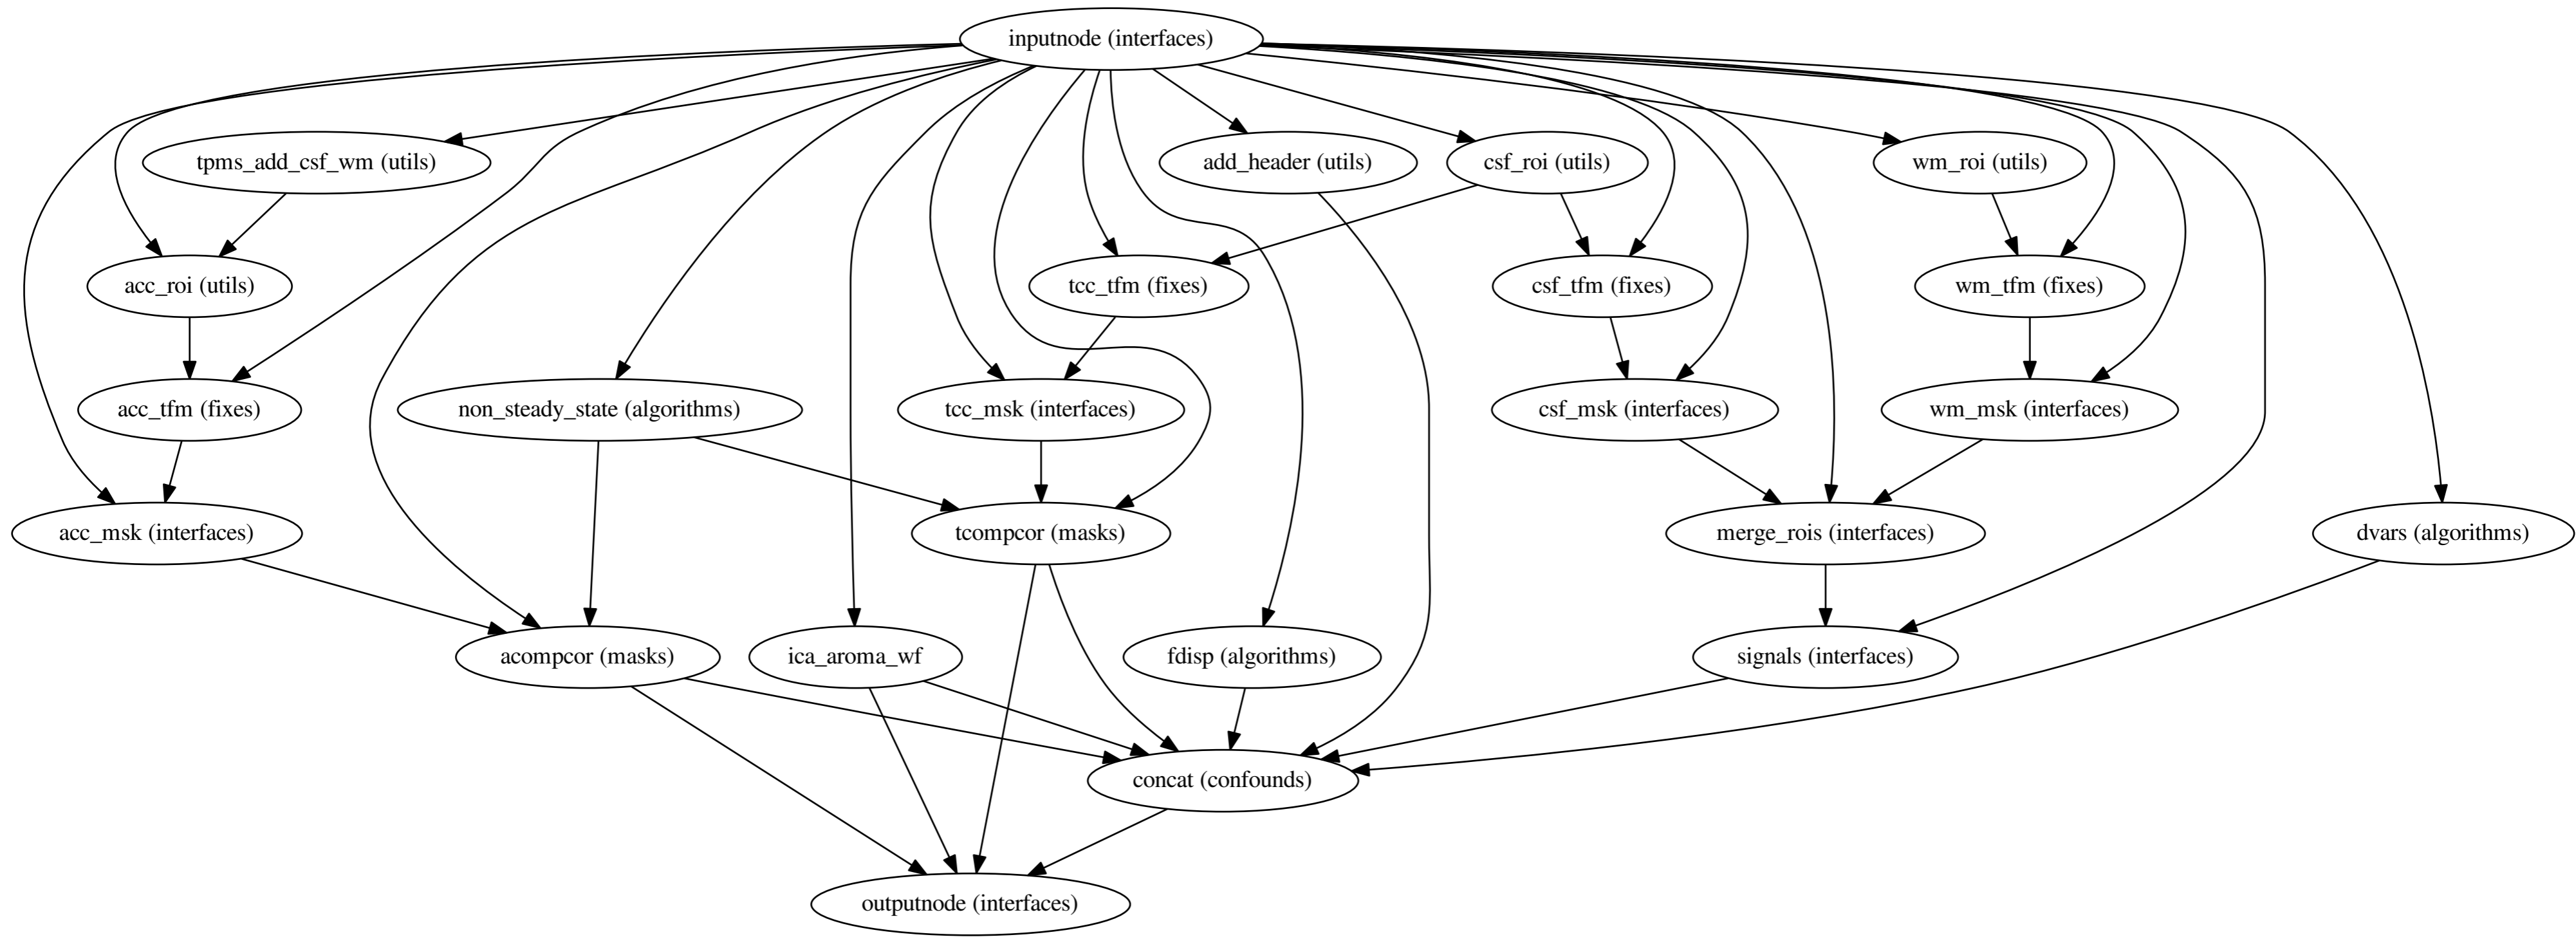 inputnode (interfaces)
tpms_add_csf_wm (utils)
add_header (utils)
csf_roi (utils)
wm_roi (utils)
acc_roi (utils)
tcc_tfm (fixes)
csf_tfm (fixes)
wm_tfm (fixes)
acc_tfm (fixes)
non_steady_state (algorithms)
tcc_msk (interfaces)
csf_msk (interfaces)
wm_msk (interfaces)
acc_msk (interfaces)
tcompcor (masks)
merge_rois (interfaces)
dvars (algorithms)
acompcor (masks)
ica_aroma_wf
fdisp (algorithms)
signals (interfaces)
concat (confounds)
outputnode (interfaces)